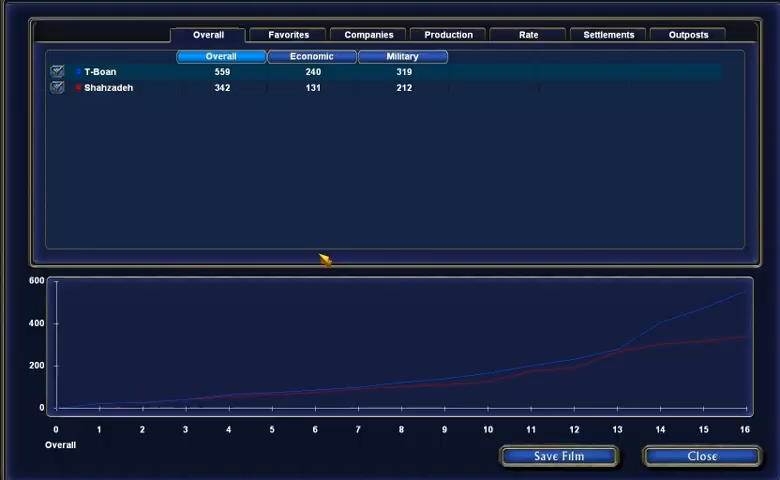 Overall Favorites Companies Production Rate Settlements Outposts
Overall Economic Military
T-Boan 559 240 319
Shahzadeh 342 131 212
600
400
200
0
0 1 2 3 4 5 6 7 8 9 10 11 12 13 14 15 16
Overall
Save Film Close